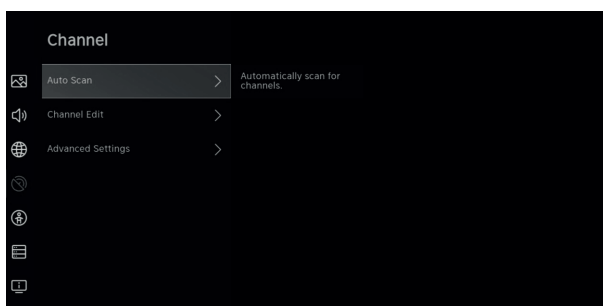 Channel
Auto Scan
Automatically scan for
channels.
Channel Edit
Advanced Settings